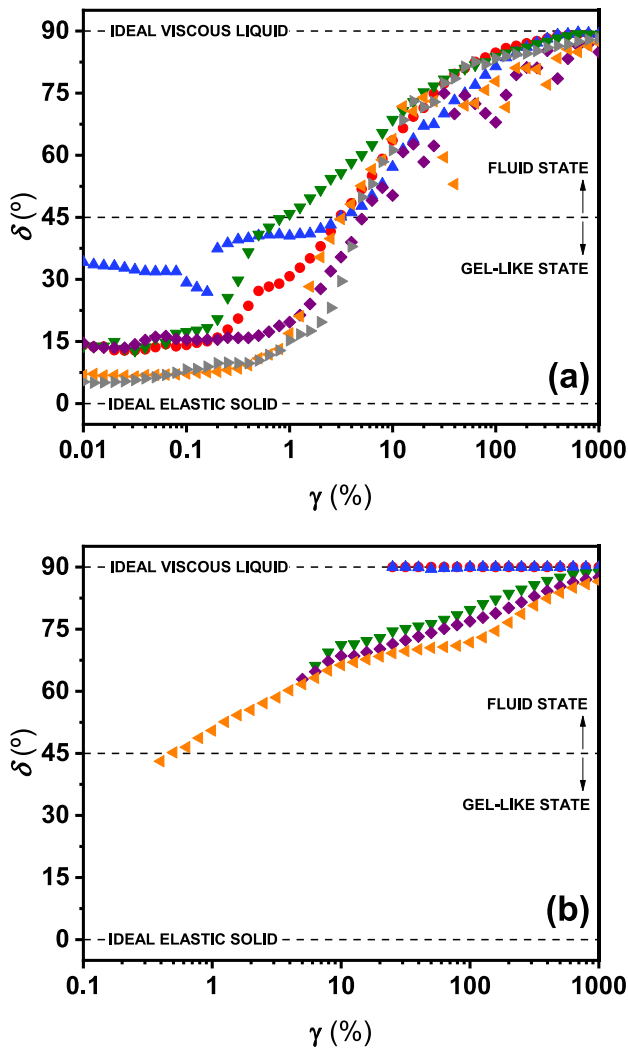 90
IDEAL VISCOUS LIQUID
75
60
FLUID STATE
δ (°)
45
GEL-LIKE STATE
30
15
(a)
0
IDEAL ELASTIC SOLID
0.01 0.1 1 10 100 1000
γ (%)
90
IDEAL VISCOUS LIQUID
75
60
FLUID STATE
δ (°)
45
GEL-LIKE STATE
30
15
(b)
0
IDEAL ELASTIC SOLID
0.1 1 10 100 1000
γ (%)